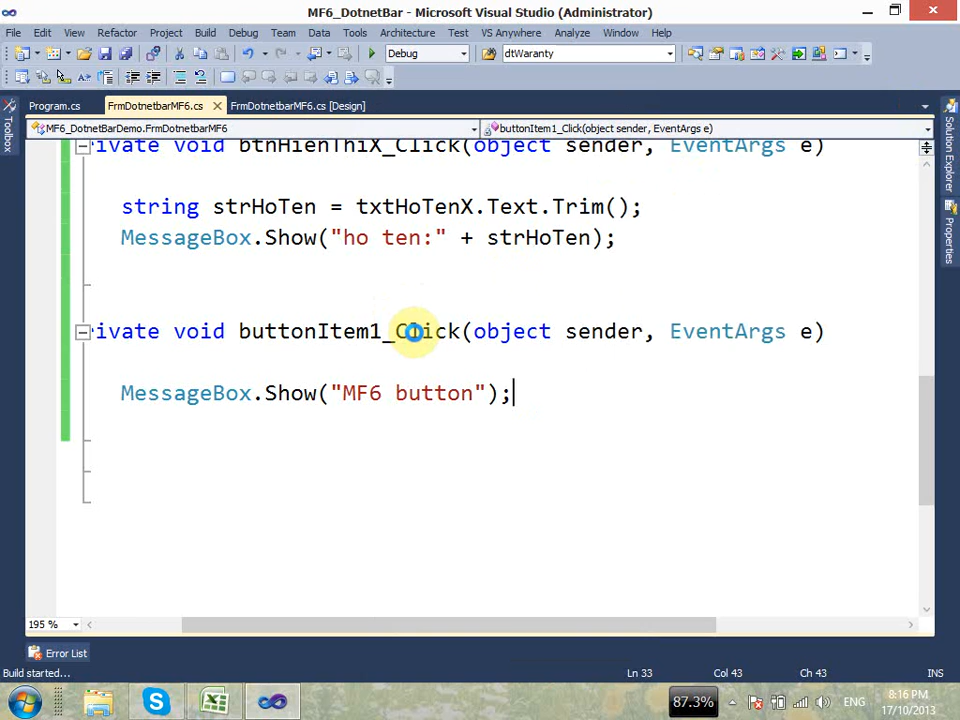 MF6_DotnetBar - Microsoft Visual Studio (Administrator)
File Edit View Refactor Project Build Debug Team Data Tools Architecture Test VS Anywhere Analyze Window Help
Debug dtWaranty
Program.cs FrmDotnetbarMF6.cs FrmDotnetbarMF6.cs [Design]
MF6_DotNetBarDemo.FrmDotnetbarMF6 buttonItem1_Click(object sender, EventArgs e)
Toolbox
Solution Explorer
Properties
ivate void btnHienThiX_Click(object sender, EventArgs e)
string strHoTen = txtHoTenX.Text.Trim();
MessageBox.Show("ho ten:" + strHoTen);
ivate void buttonItem1_Click(object sender, EventArgs e)
MessageBox.Show("MF6 button");
195 %
Error List
Build started... Ln 33 Col 43 Ch 43 INS
87.3% ENG 8:16 PM
17/10/2013